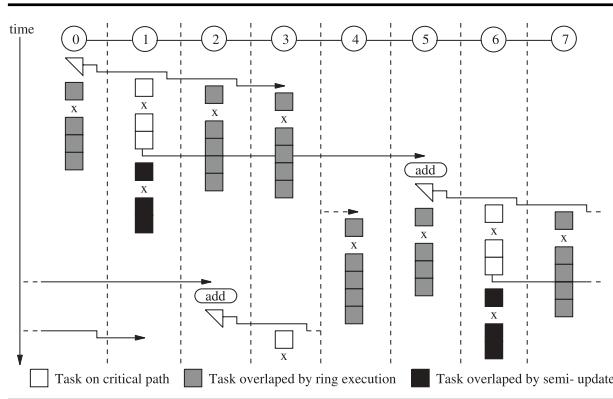 time
0 1 2 3 4 5 6 7
x x x x
x
add
x x x
x
add
x
x
Task on critical path Task overlaped by ring execution Task overlaped by semi- update